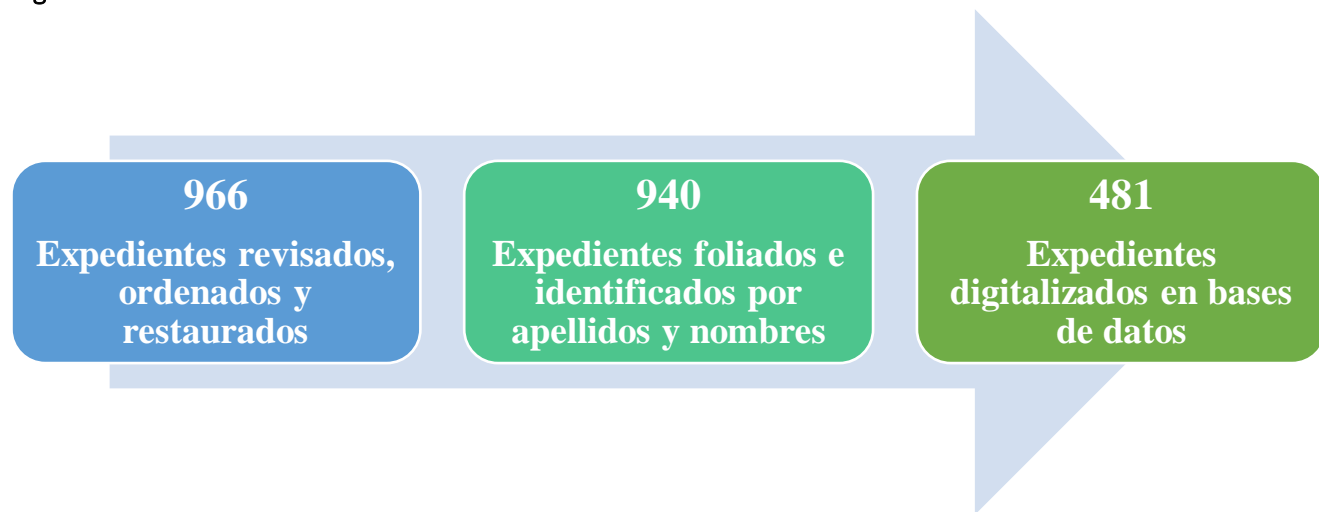 966
Expedientes revisados,
ordenados y
restaurados
940
Expedientes foliados e
identificados por
apellidos y nombres
481
Expedientes
digitalizados en bases
de datos